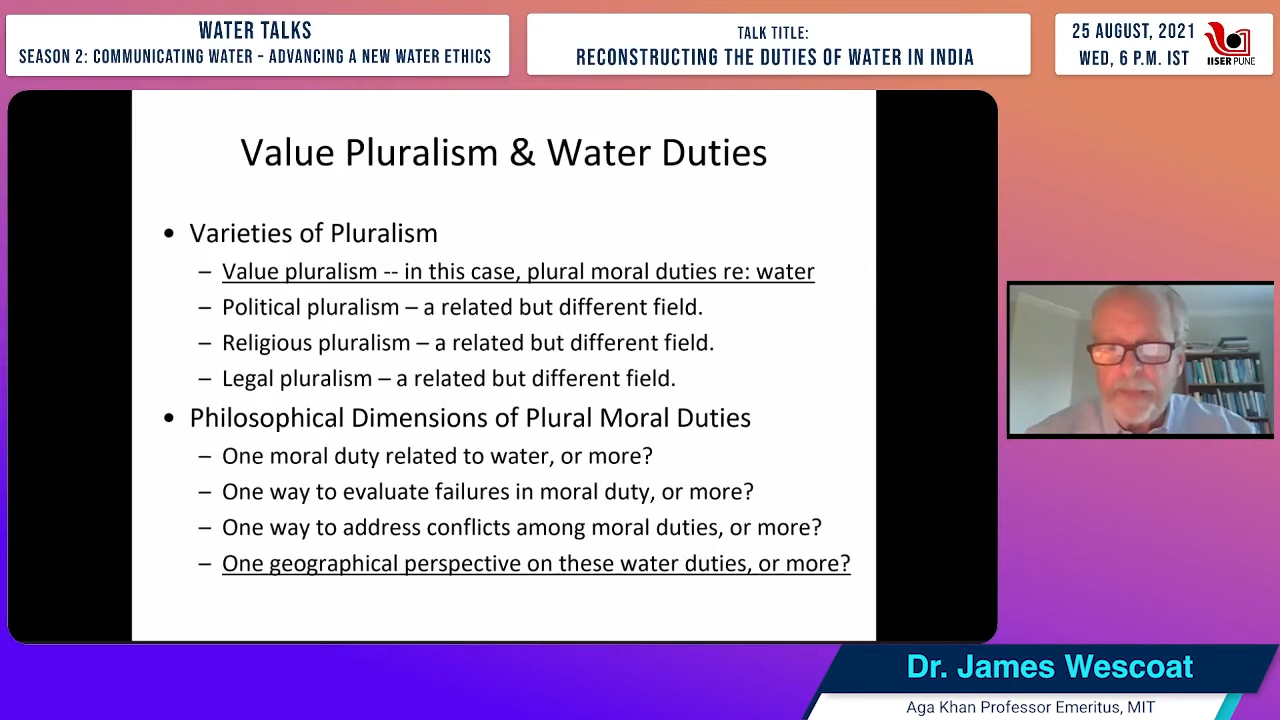 WATER TALKS
SEASON 2: COMMUNICATING WATER – ADVANCING A NEW WATER ETHICS
TALK TITLE:
RECONSTRUCTING THE DUTIES OF WATER IN INDIA
25 AUGUST, 2021
WED, 6 P.M. IST
IISER PUNE
Value Pluralism & Water Duties
• Varieties of Pluralism
– Value pluralism -- in this case, plural moral duties re: water
– Political pluralism – a related but different field.
– Religious pluralism – a related but different field.
– Legal pluralism – a related but different field.
• Philosophical Dimensions of Plural Moral Duties
– One moral duty related to water, or more?
– One way to evaluate failures in moral duty, or more?
– One way to address conflicts among moral duties, or more?
– One geographical perspective on these water duties, or more?
Dr. James Wescoat
Aga Khan Professor Emeritus, MIT